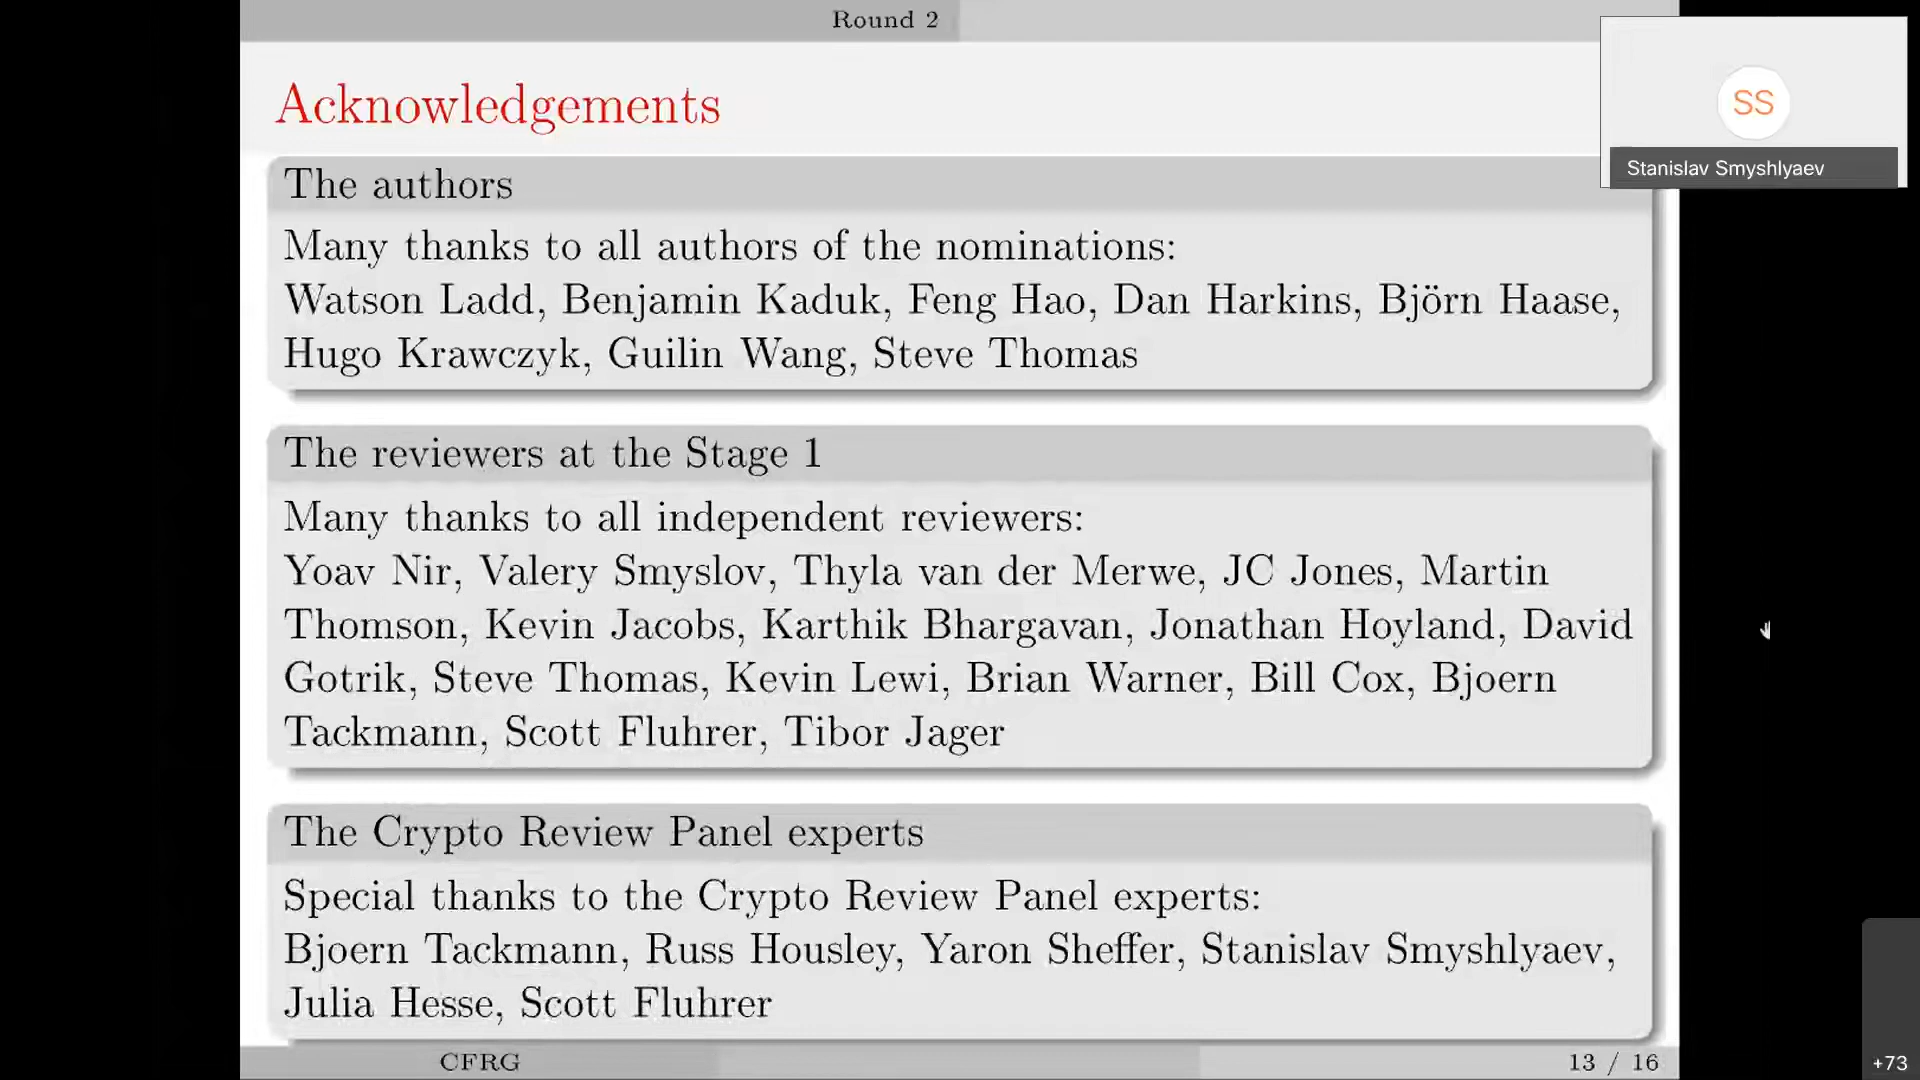 Round 2
Acknowledgements
SS
Stanislav Smyshlyaev
The authors
Many thanks to all authors of the nominations:
Watson Ladd, Benjamin Kaduk, Feng Hao, Dan Harkins, Björn Haase,
Hugo Krawczyk, Guilin Wang, Steve Thomas
The reviewers at the Stage 1
Many thanks to all independent reviewers:
Yoav Nir, Valery Smyslov, Thyla van der Merwe, JC Jones, Martin
Thomson, Kevin Jacobs, Karthik Bhargavan, Jonathan Hoyland, David
Gotrik, Steve Thomas, Kevin Lewi, Brian Warner, Bill Cox, Bjoern
Tackmann, Scott Fluhrer, Tibor Jager
The Crypto Review Panel experts
Special thanks to the Crypto Review Panel experts:
Bjoern Tackmann, Russ Housley, Yaron Sheffer, Stanislav Smyshlyaev,
Julia Hesse, Scott Fluhrer
CFRG
13 / 16
+73